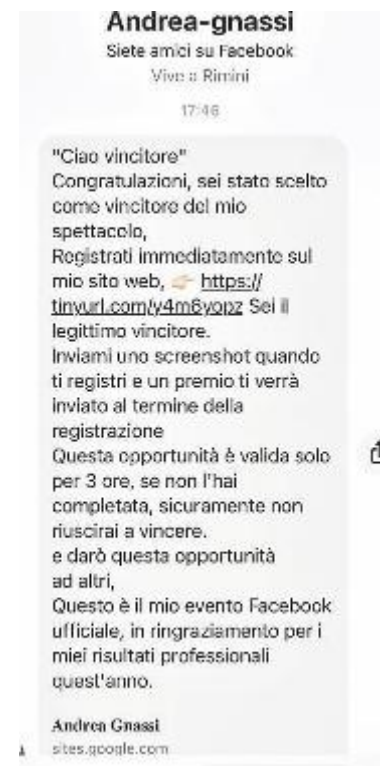 Andrea-gnassi
Siete amici su Facebook
Vive a Rimini
17:46
"Ciao vincitore"
Congratulazioni, sei stato scelto
come vincitore del mio
spettacolo,
Registrati immediatamente sul
mio sito web, 👉🏻 https://
tinyurl.com/y4m6yopz Sei il
legittimo vincitore.
Inviami uno screenshot quando
ti registri e un premio ti verrà
inviato al termine della
registrazione
Questa opportunità è valida solo
per 3 ore, se non l'hai
completata, sicuramente non
riuscirai a vincere.
e darò questa opportunità
ad altri,
Questo è il mio evento Facebook
ufficiale, in ringraziamento per i
miei risultati professionali
quest'anno.
Andrea Gnassi
sites.google.com